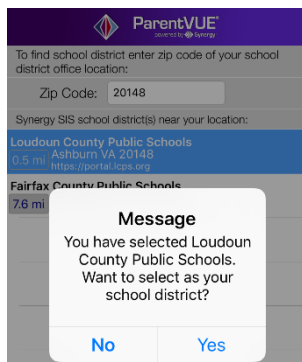 ParentVUE
powered by Synergy
To find school district enter zip code of your school
district office location:
Zip Code: 20148
Synergy SIS school district(s) near your location:
Loudoun County Public Schools
0.5 mi Ashburn VA 20148
https://portal.lcps.org
Fairfax County Public Schools
7.6 mi
Message
You have selected Loudoun
County Public Schools.
Want to select as your
school district?
No Yes